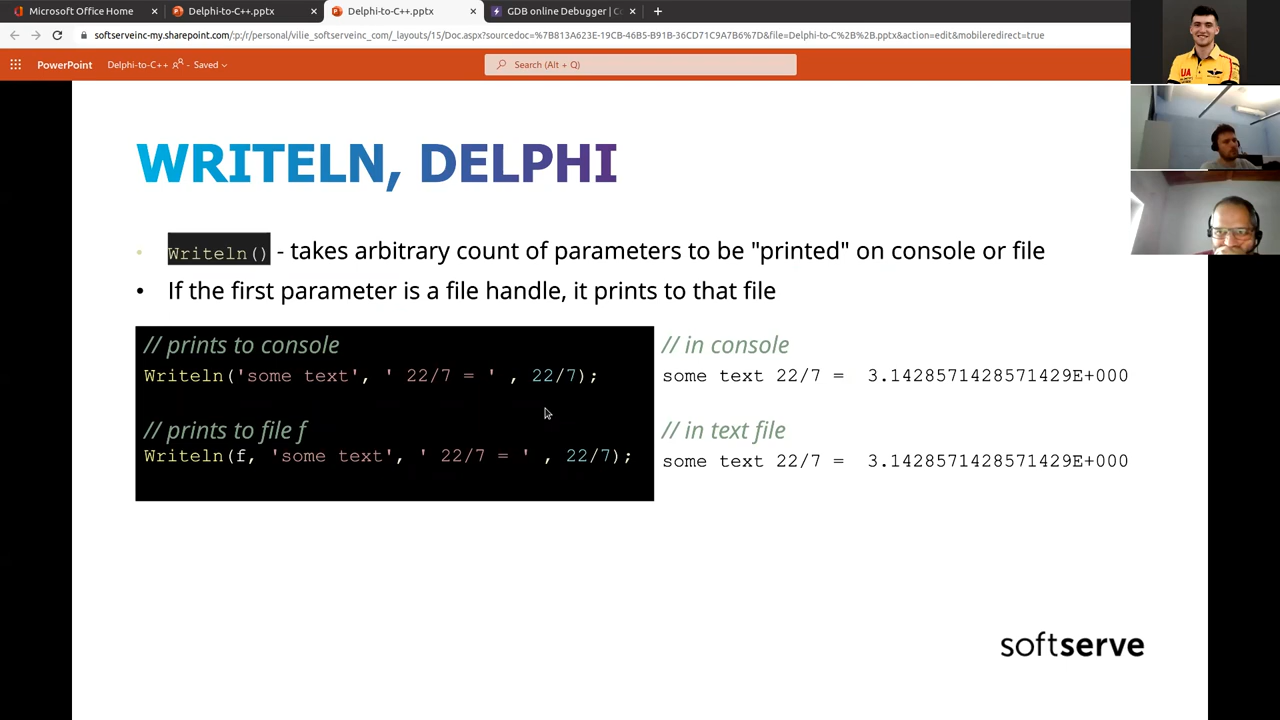 Microsoft Office Home
Delphi-to-C++.pptx
Delphi-to-C++.pptx
GDB online Debugger | Co
softserveinc-my.sharepoint.com/:p:/r/personal/vilie_softserveinc_com/_layouts/15/Doc.aspx?sourcedoc=%7B813A623E-19CB-46B5-B91B-36CD71C9A7B6%7D&file=Delphi-to-C%2B%2B.pptx&action=edit&mobileredirect=true
PowerPoint
Delphi-to-C++ - Saved
Search (Alt + Q)
WRITELN, DELPHI
• Writeln() - takes arbitrary count of parameters to be "printed" on console or file
• If the first parameter is a file handle, it prints to that file
// prints to console
Writeln('some text', ' 22/7 = ' , 22/7);
// prints to file f
Writeln(f, 'some text', ' 22/7 = ' , 22/7);
// in console
some text 22/7 =  3.1428571428571429E+000
// in text file
some text 22/7 =  3.1428571428571429E+000
softserve
UA